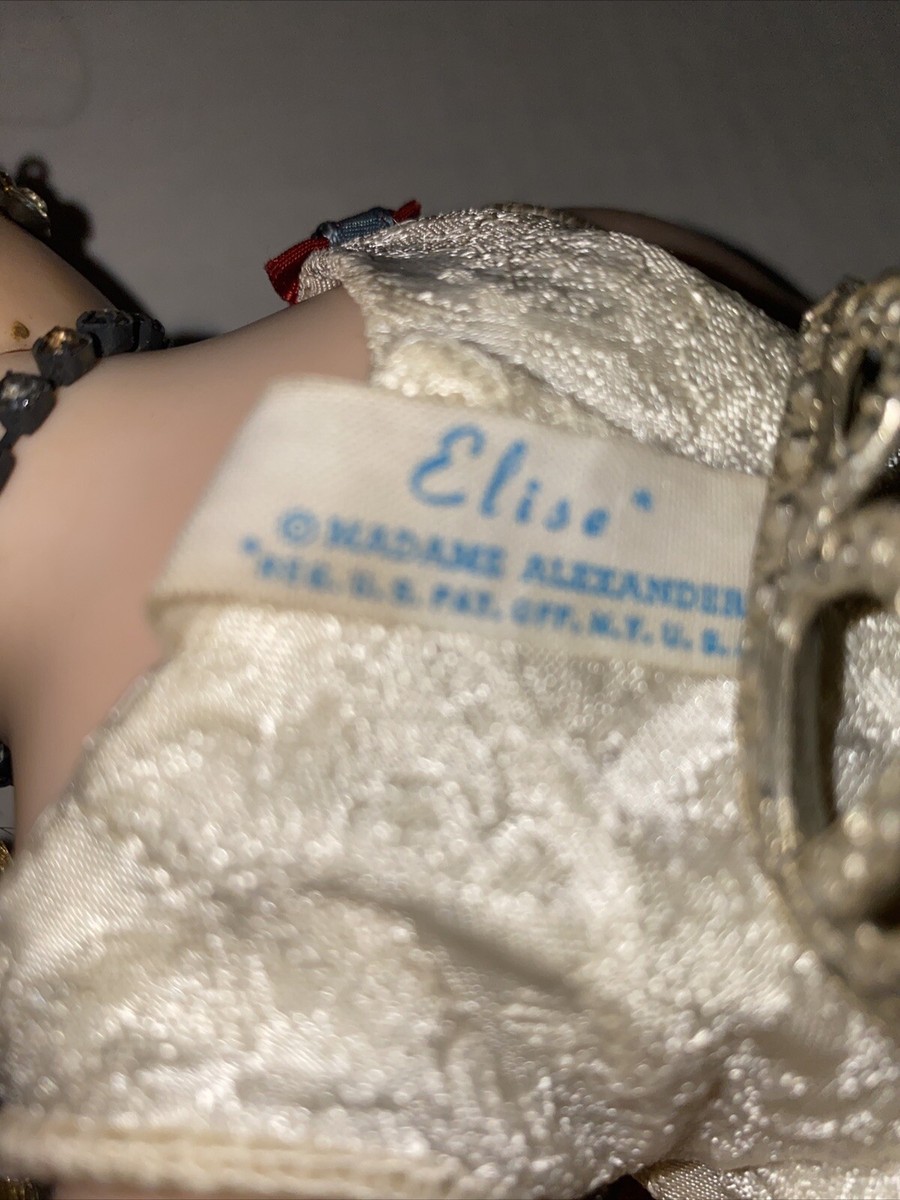 Elise*
© MADAME ALEXANDER
*REG. U. S. PAT. OFF. N.Y. U. S.